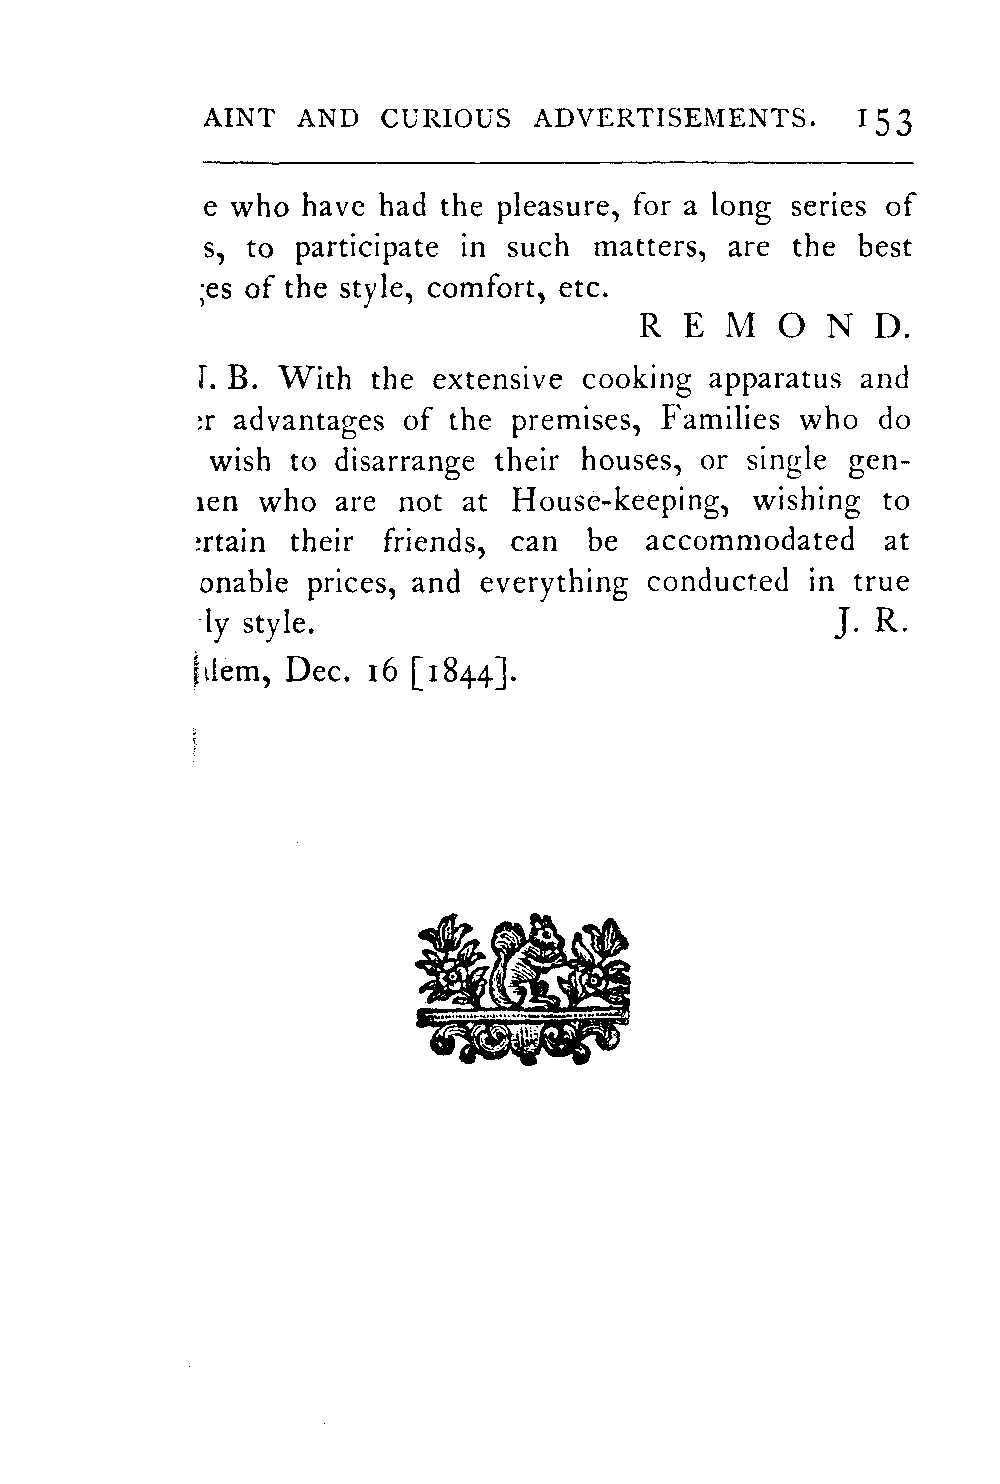 AINT AND CURIOUS ADVERTISEMENTS. 153
e who have had the pleasure, for a long series of
s, to participate in such matters, are the best
es of the style, comfort, etc.
R E M O N D.
. B. With the extensive cooking apparatus and
r advantages of the premises, Families who do
wish to disarrange their houses, or single gen-
en who are not at House-keeping, wishing to
rtain their friends, can be accommodated at
onable prices, and everything conducted in true
ly style. J. R.
lem, Dec. 16 [1844].